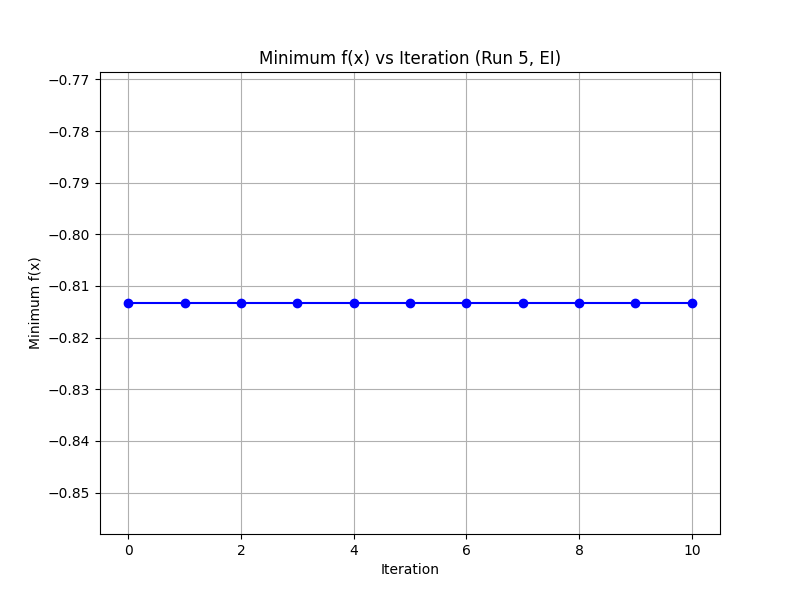 Minimum f(x) vs Iteration (Run 5, EI)
−0.77
−0.78
−0.79
−0.80
−0.81
−0.82
−0.83
−0.84
−0.85
Minimum f(x)
0 2 4 6 8 10
Iteration